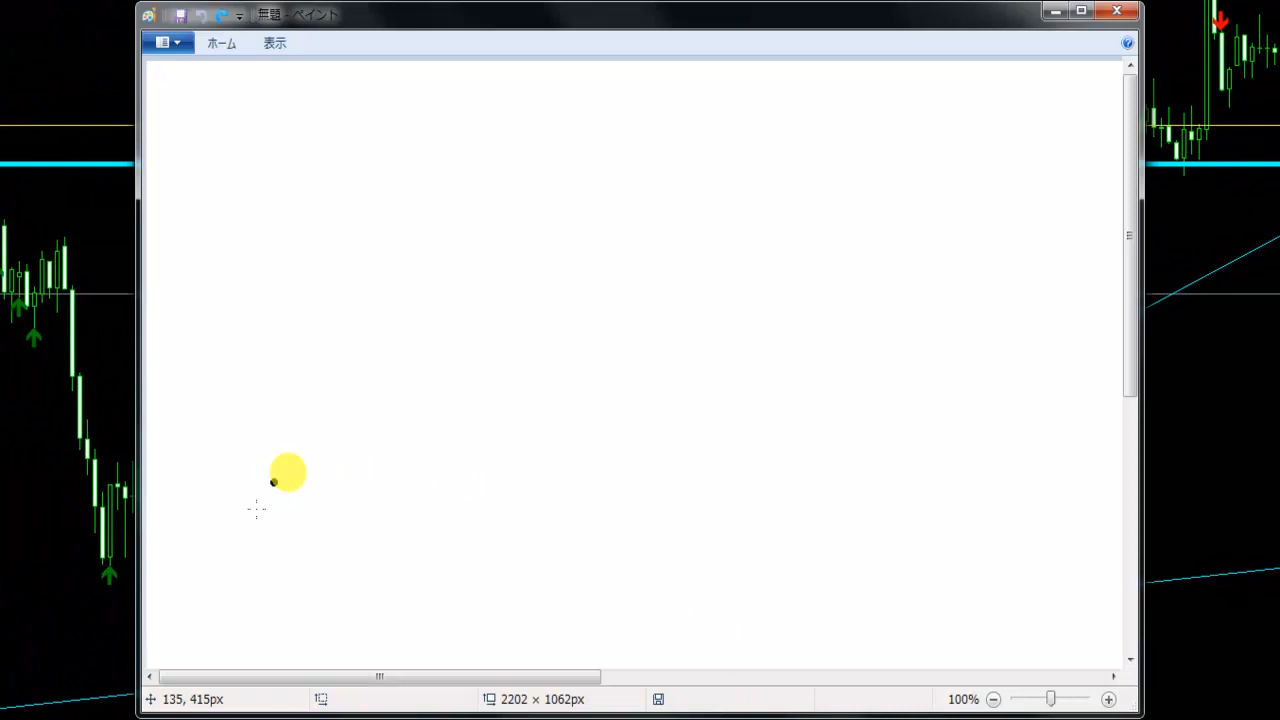 無題 - ペイント
ホーム 表示
135, 415px 2202 × 1062px 100%